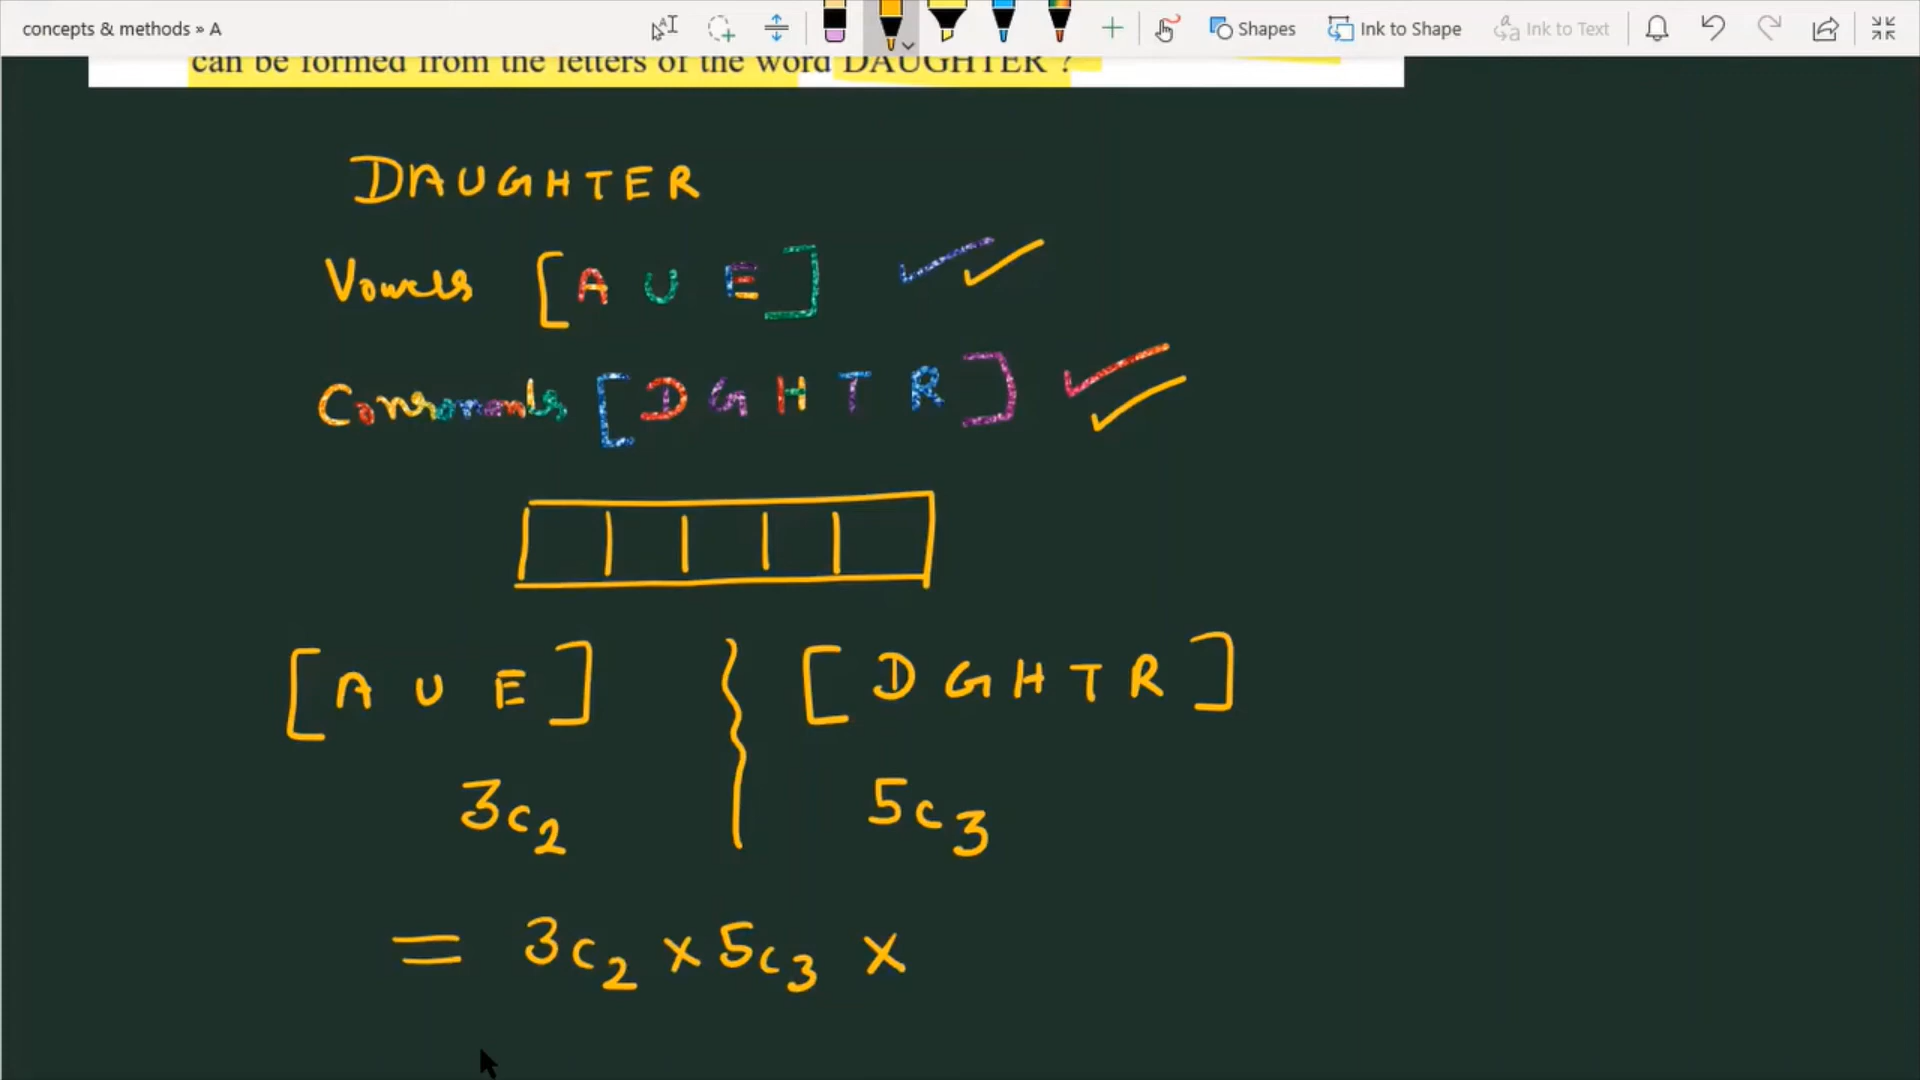 concepts & methods » A
Shapes
Ink to Shape
Ink to Text
can be formed from the letters of the word DAUGHTER ?
DAUGHTER
Vowels [A U E]
Consonants [D G H T R]
[A U E] [D G H T R]
3c₂ 5c₃
= 3c₂ x 5c₃ x